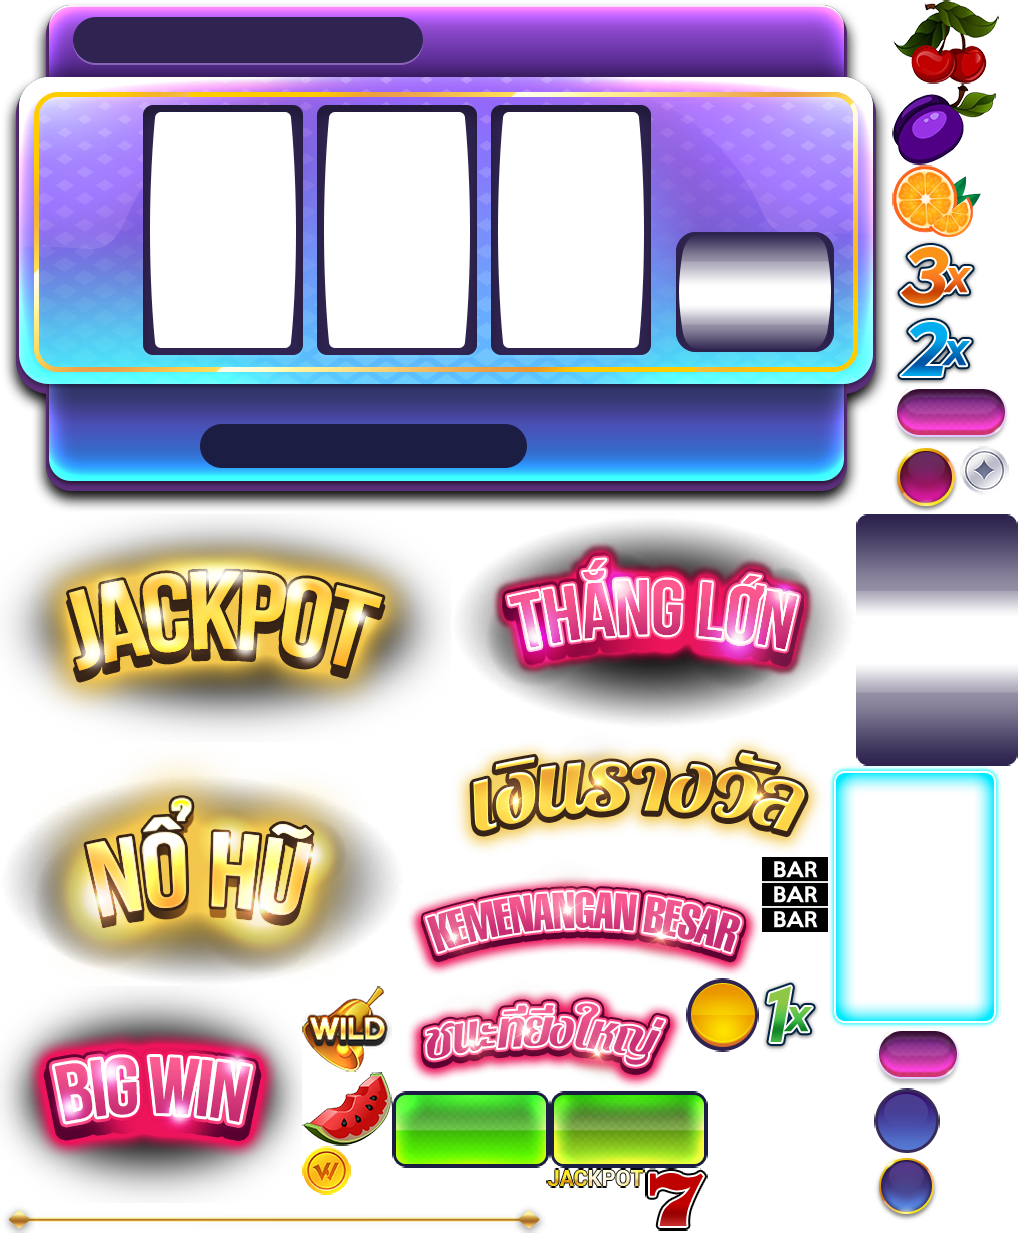 3x
2x
JACKPOT
THẮNG LỚN
เงินรางวัล
NỔ HŨ
BAR
BAR
BAR
KEMENANGAN BESAR
WILD
1x
ชนะทียิ่งใหญ่
BIG WIN
W
JACKPOT
7